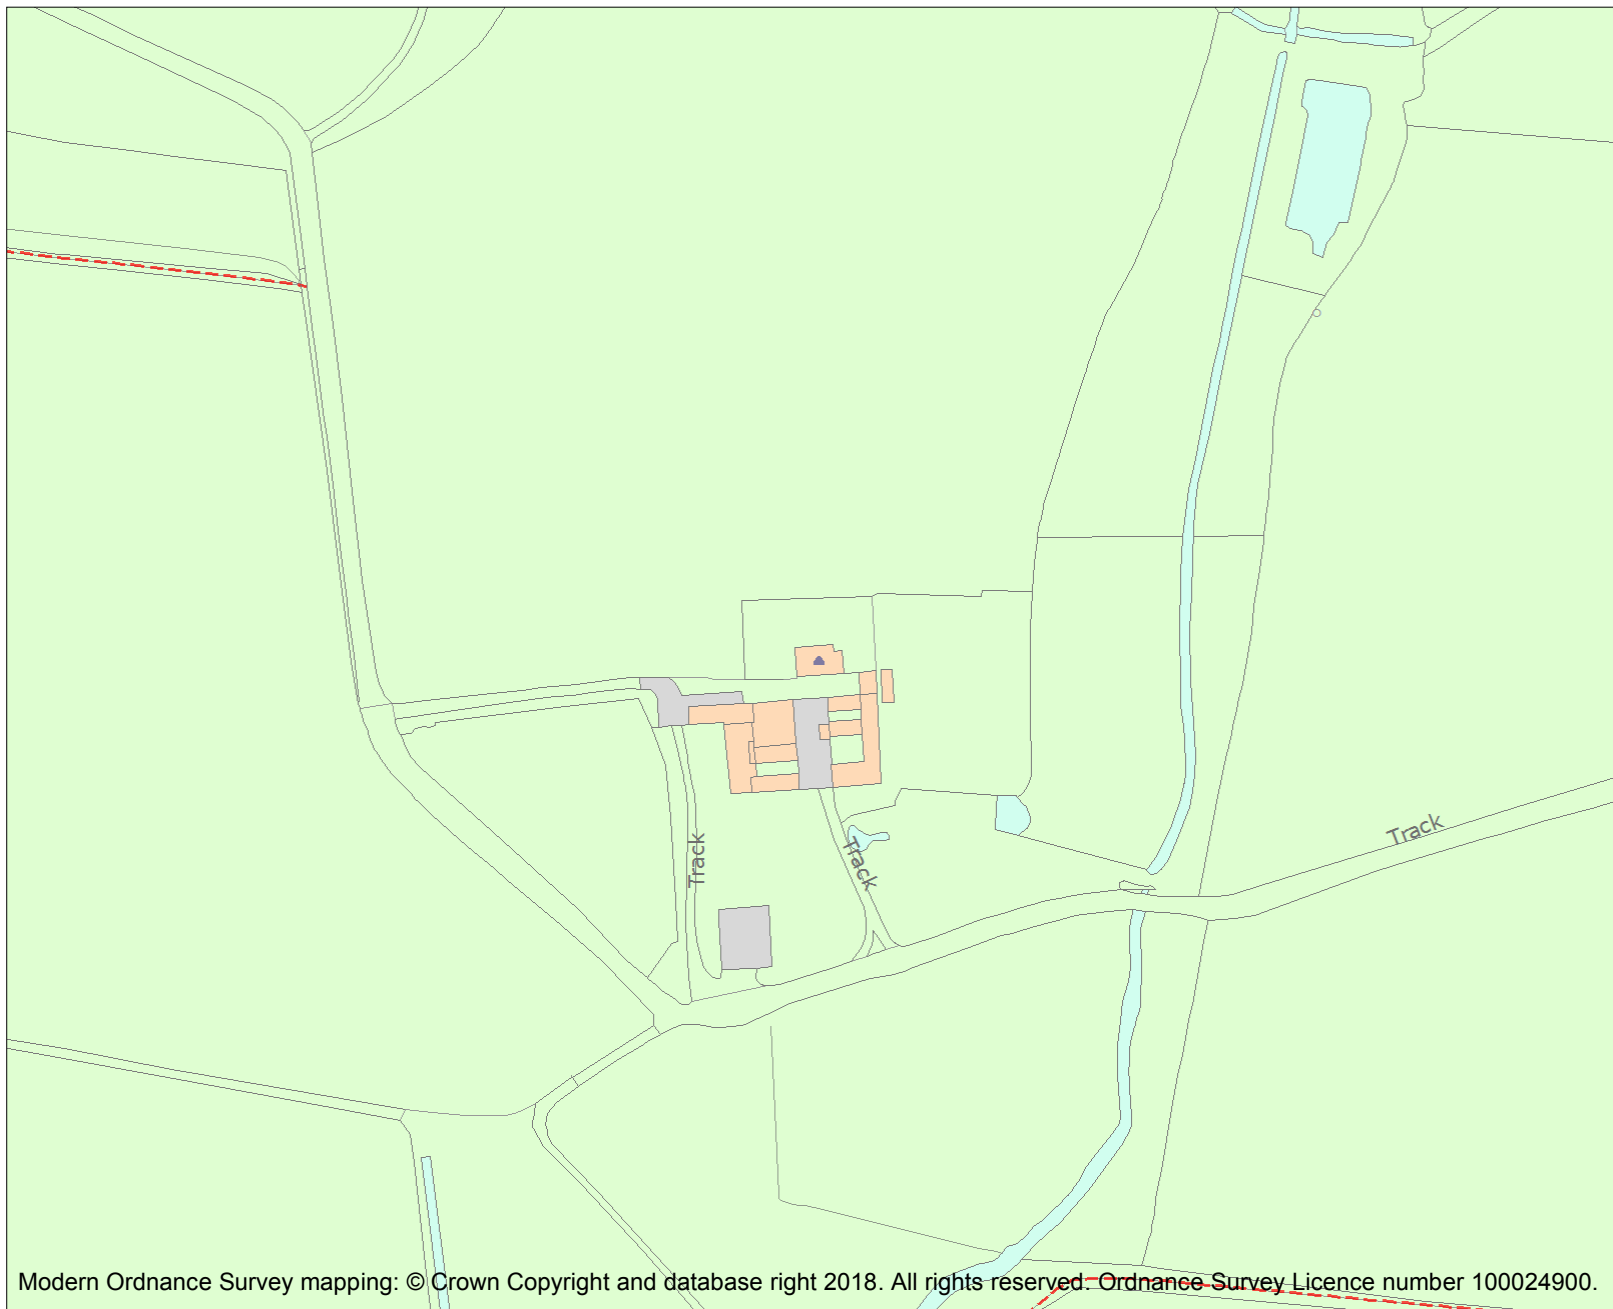 Track
Track
Track
Modern Ordnance Survey mapping: © Crown Copyright and database right 2018. All rights reserved. Ordnance Survey Licence number 100024900.